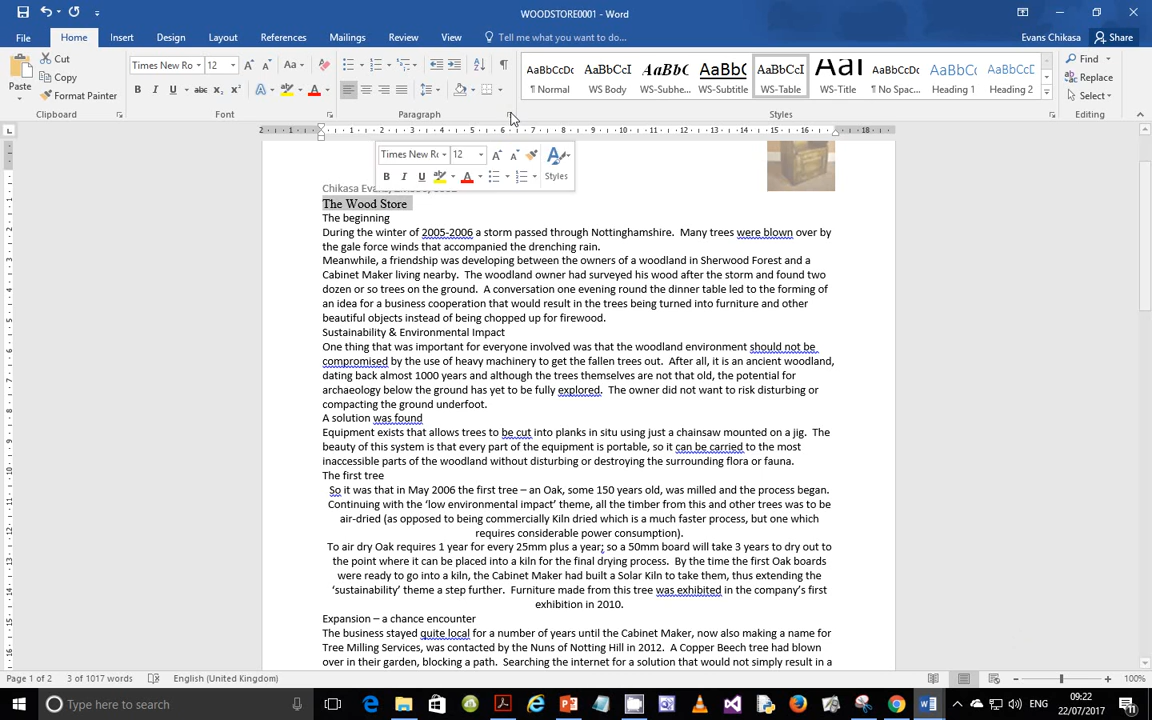 WOODSTORE0001 - Word
File Home Insert Design Layout References Mailings Review View Tell me what you want to do... Evans Chikasa Share
Paste Cut Copy Format Painter
Clipboard
Times New Ro 12 Aa
B I U abc X₂ X² A A
Font
Paragraph
AaBbCcDc AaBbCcI AaBbC AaBbCcI AaBbCcI AaBbCcDc AaBbCcI AaBbCcI
¶ Normal WS Body WS-Subhe... WS-Subtitle WS-Table WS-Title ¶ No Spac... Heading 1 Heading 2
Styles
Find
Replace
Select
Editing
2 1 1 2 3 4 5 6 7 8 9 10 11 12 13 14 15 16 18
Times New Ro 12 A A
B I U A Styles
The Wood Store
The beginning
During the winter of 2005-2006 a storm passed through Nottinghamshire. Many trees were blown over by
the gale force winds that accompanied the drenching rain.
Meanwhile, a friendship was developing between the owners of a woodland in Sherwood Forest and a
Cabinet Maker living nearby. The woodland owner had surveyed his wood after the storm and found two
dozen or so trees on the ground. A conversation one evening round the dinner table led to the forming of
an idea for a business cooperation that would result in the trees being turned into furniture and other
beautiful objects instead of being chopped up for firewood.
Sustainability & Environmental Impact
One thing that was important for everyone involved was that the woodland environment should not be
compromised by the use of heavy machinery to get the fallen trees out. After all, it is an ancient woodland,
dating back almost 1000 years and although the trees themselves are not that old, the potential for
archaeology below the ground has yet to be fully explored. The owner did not want to risk disturbing or
compacting the ground underfoot.
A solution was found
Equipment exists that allows trees to be cut into planks in situ using just a chainsaw mounted on a jig. The
beauty of this system is that every part of the equipment is portable, so it can be carried to the most
inaccessible parts of the woodland without disturbing or destroying the surrounding flora or fauna.
The first tree
So it was that in May 2006 the first tree – an Oak, some 150 years old, was milled and the process began.
Continuing with the ‘low environmental impact’ theme, all the timber from this and other trees was to be
air-dried (as opposed to being commercially Kiln dried which is a much faster process, but one which
requires considerable power consumption).
To air dry Oak requires 1 year for every 25mm plus a year; so a 50mm board will take 3 years to dry out to
the point where it can be placed into a kiln for the final drying process. By the time the first Oak boards
were ready to go into a kiln, the Cabinet Maker had built a Solar Kiln to take them, thus extending the
‘sustainability’ theme a step further. Furniture made from this tree was exhibited in the company’s first
exhibition in 2010.
Expansion – a chance encounter
The business stayed quite local for a number of years until the Cabinet Maker, now also making a name for
Tree Milling Services, was contacted by the Nuns of Notting Hill in 2012. A Copper Beech tree had blown
over in their garden, blocking a path. Searching the internet for a solution that would not simply result in a
Page 1 of 2 3 of 1017 words English (United Kingdom) 100%
Type here to search
ENG 09:22 22/07/2017